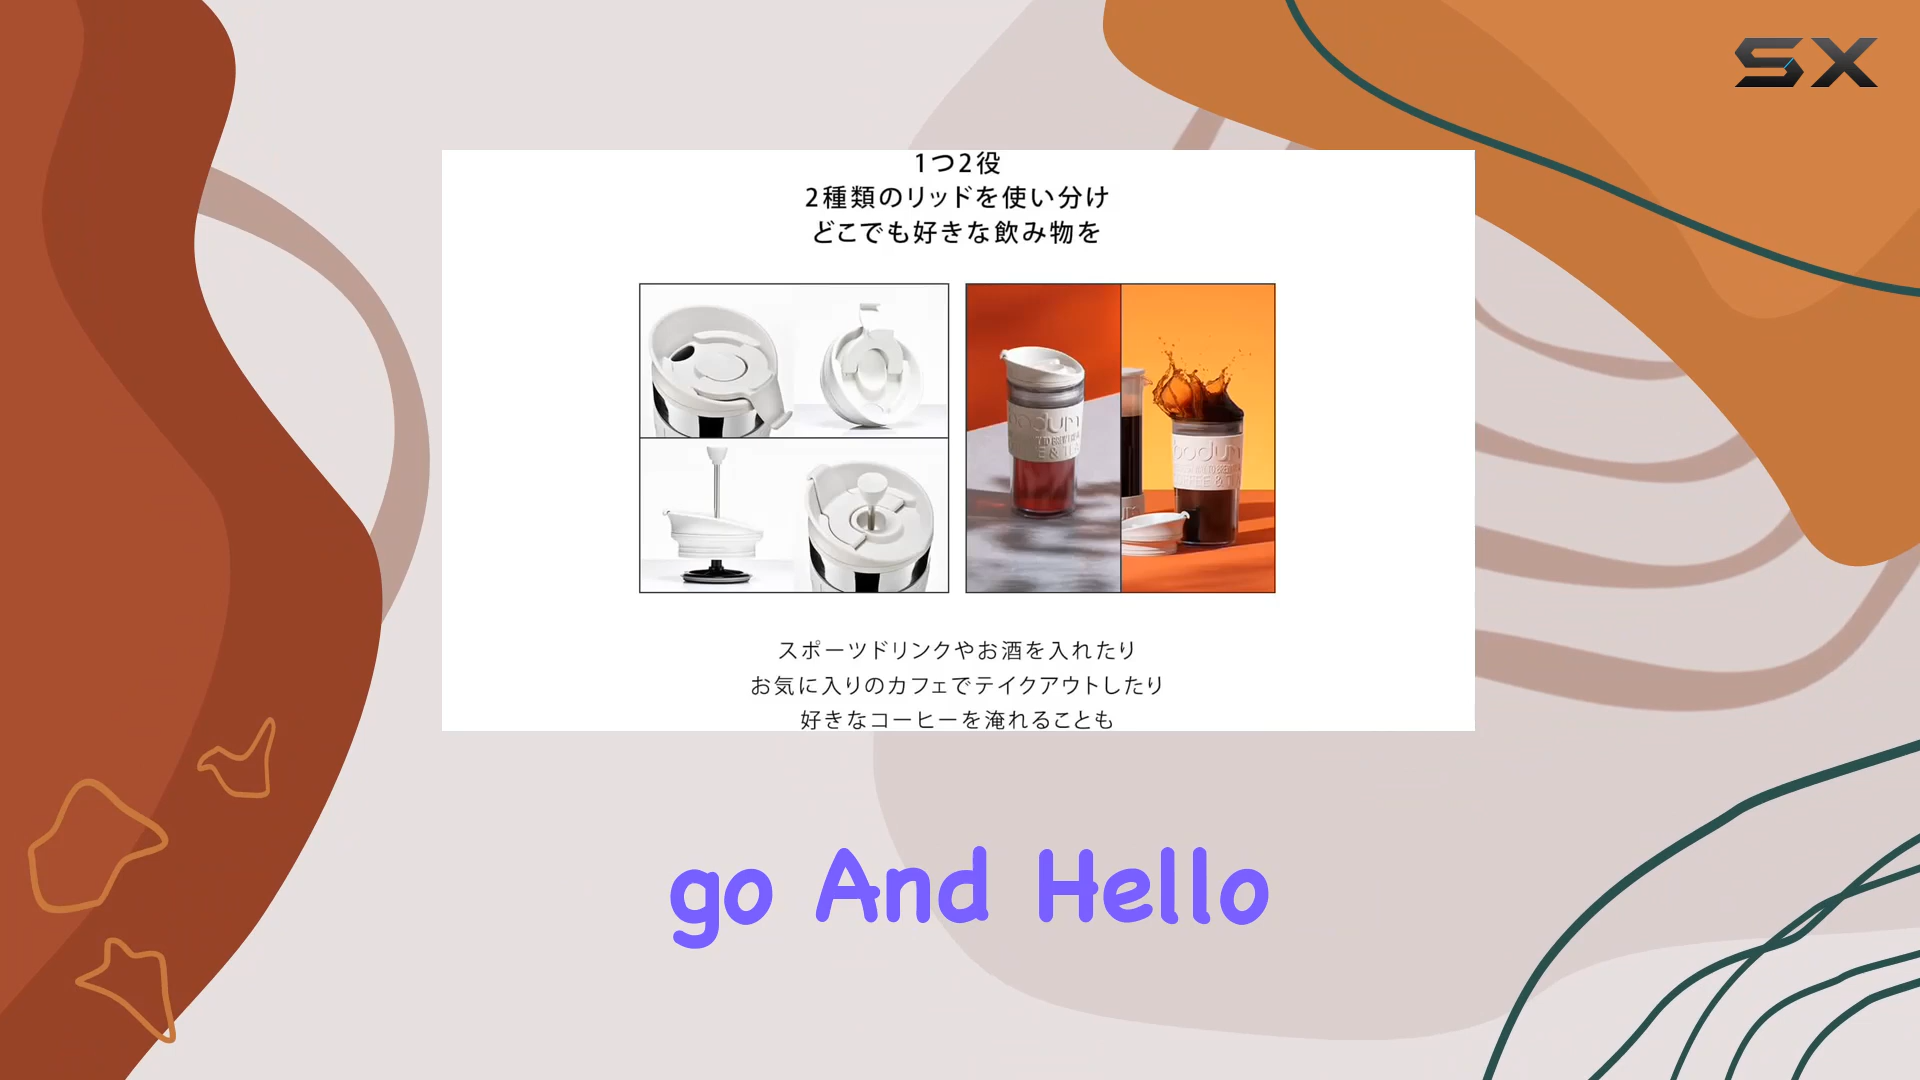 SX
1つ2役
2種類のリッドを使い分け
どこでも好きな飲み物を
bodum
E & TE
bodum
スポーツドリンクやお酒を入れたり
お気に入りのカフェでテイクアウトしたり
好きなコーヒーを淹れることも
go And Hello